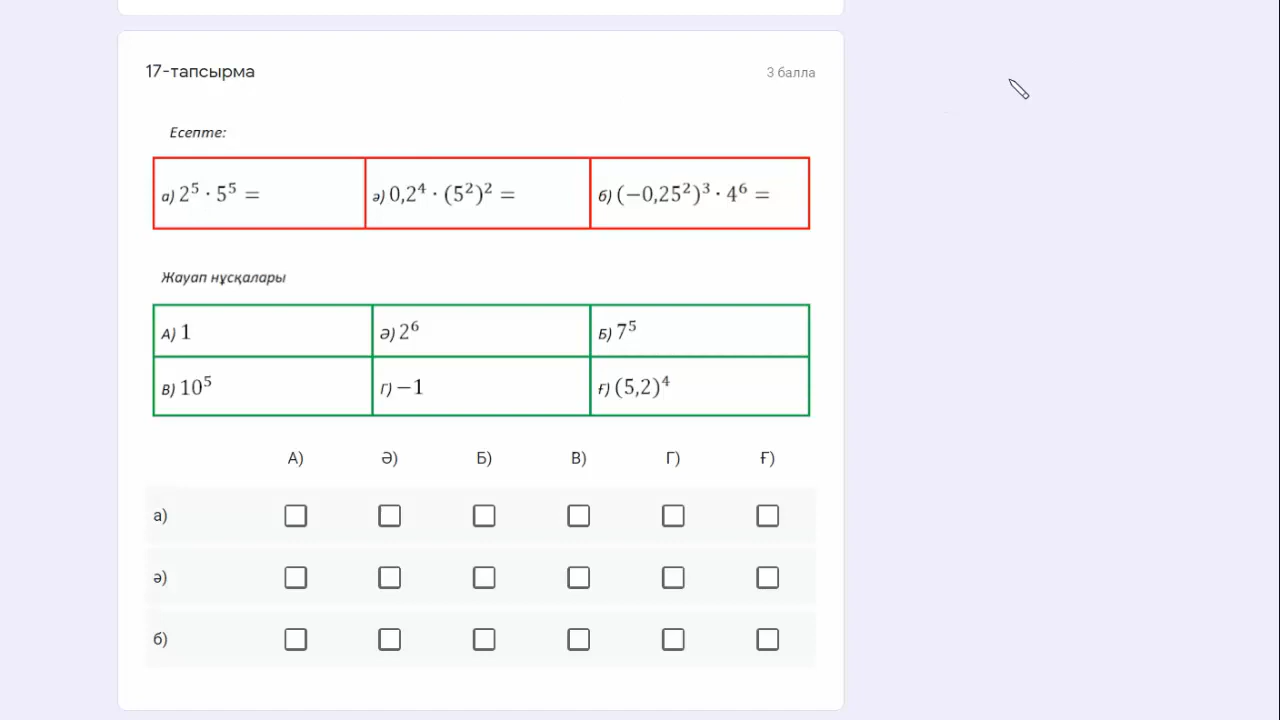 17-тапсырма 3 балла
Есепте:
а) 2⁵ · 5⁵ = ә) 0,2⁴ · (5²)² = б) (−0,25²)³ · 4⁶ =
Жауап нұсқалары
А) 1 Ә) 2⁶ Б) 7⁵
В) 10⁵ Г) −1 Ғ) (5,2)⁴
А) Ә) Б) В) Г) Ғ)
а)
ә)
б)